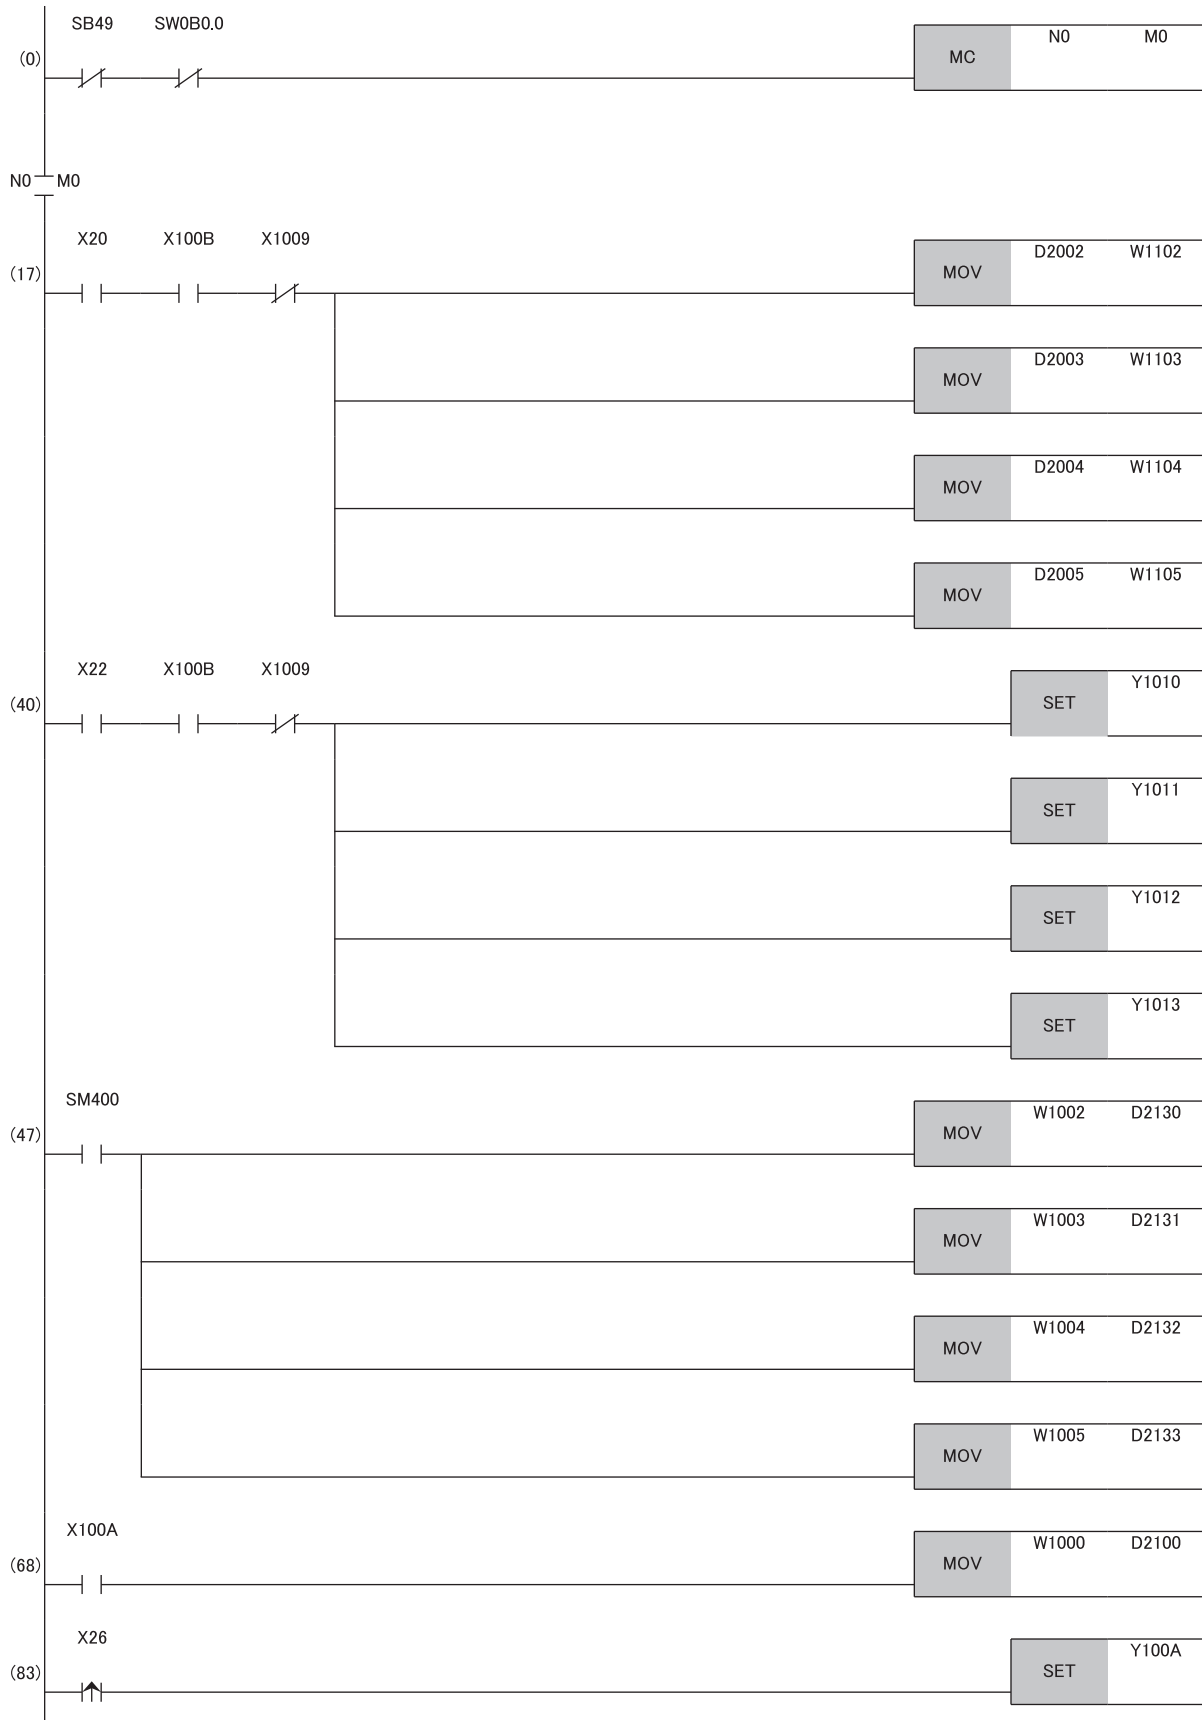 SB49 SW0B0.0
(0) MC N0 M0
N0 M0
X20 X100B X1009
(17) MOV D2002 W1102
MOV D2003 W1103
MOV D2004 W1104
MOV D2005 W1105
X22 X100B X1009
(40) SET Y1010
SET Y1011
SET Y1012
SET Y1013
SM400
(47) MOV W1002 D2130
MOV W1003 D2131
MOV W1004 D2132
MOV W1005 D2133
X100A
(68) MOV W1000 D2100
X26
(83) SET Y100A